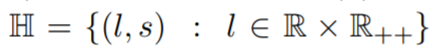 ℍ = {(l, s) : l ∈ ℝ × ℝ₊₊}